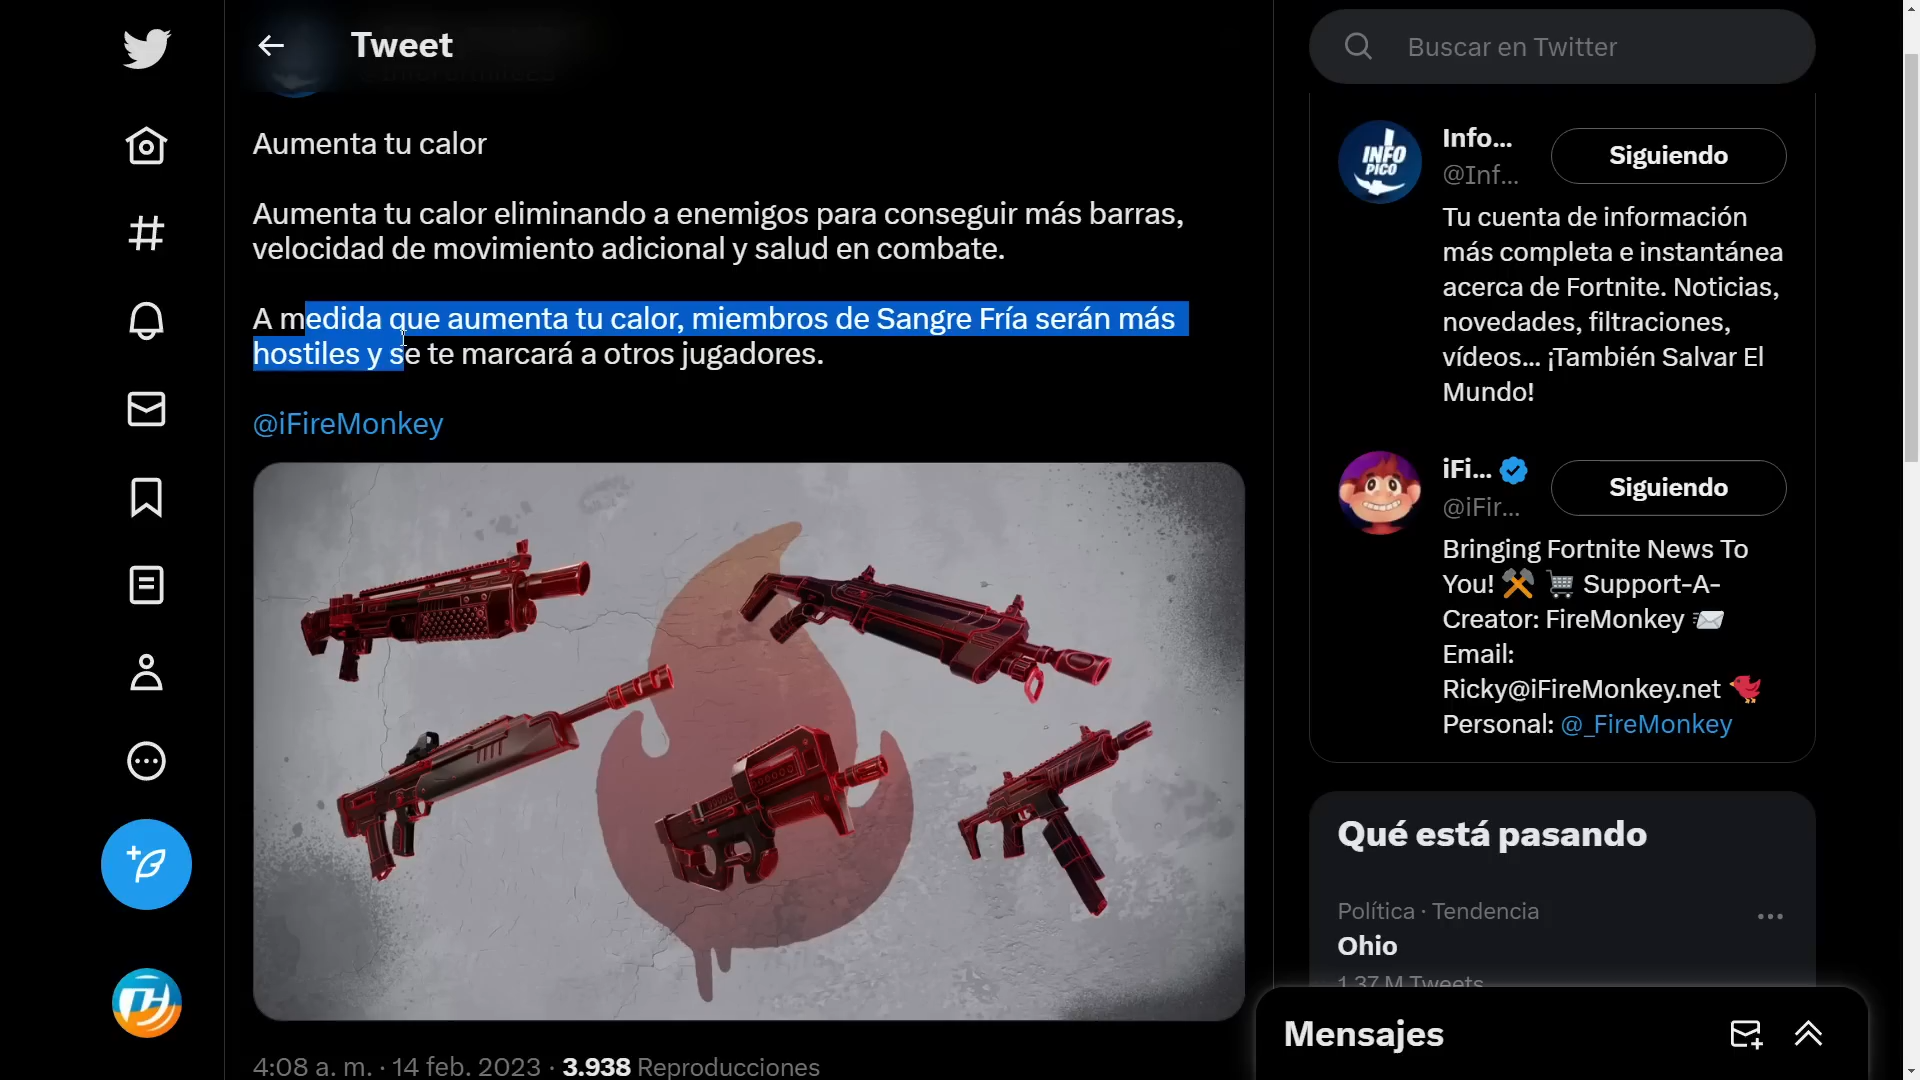 Tweet
Aumenta tu calor
Aumenta tu calor eliminando a enemigos para conseguir más barras,
velocidad de movimiento adicional y salud en combate.
A medida que aumenta tu calor, miembros de Sangre Fría serán más
hostiles y se te marcará a otros jugadores.
@iFireMonkey
4:08 a. m. · 14 feb. 2023 · 3.938 Reproducciones
Buscar en Twitter
INFO
PICO
Info...
Siguiendo
@Inf...
Tu cuenta de información
más completa e instantánea
acerca de Fortnite. Noticias,
novedades, filtraciones,
vídeos... ¡También Salvar El
Mundo!
iFi...
Siguiendo
@iFir...
Bringing Fortnite News To
You! ⚒️ 🛒 Support-A-
Creator: FireMonkey 📨
Email:
Ricky@iFireMonkey.net 🐦
Personal: @_FireMonkey
Qué está pasando
Política · Tendencia
Ohio
1,37 M Tweets
Mensajes